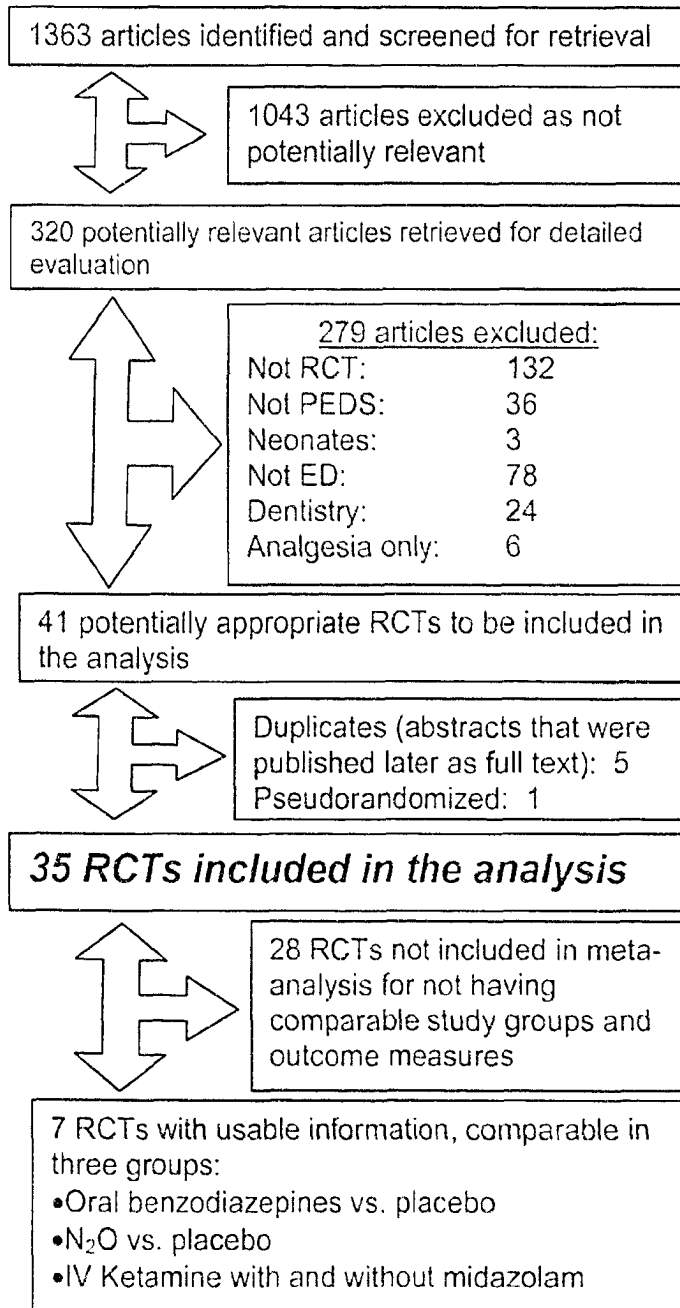 1363 articles identified and screened for retrieval
1043 articles excluded as not
potentially relevant
320 potentially relevant articles retrieved for detailed
evaluation
279 articles excluded:
Not RCT: 132
Not PEDS: 36
Neonates: 3
Not ED: 78
Dentistry: 24
Analgesia only: 6
41 potentially appropriate RCTs to be included in
the analysis
Duplicates (abstracts that were
published later as full text): 5
Pseudorandomized: 1
35 RCTs included in the analysis
28 RCTs not included in meta-
analysis for not having
comparable study groups and
outcome measures
7 RCTs with usable information, comparable in
three groups:
•Oral benzodiazepines vs. placebo
•N₂O vs. placebo
•IV Ketamine with and without midazolam